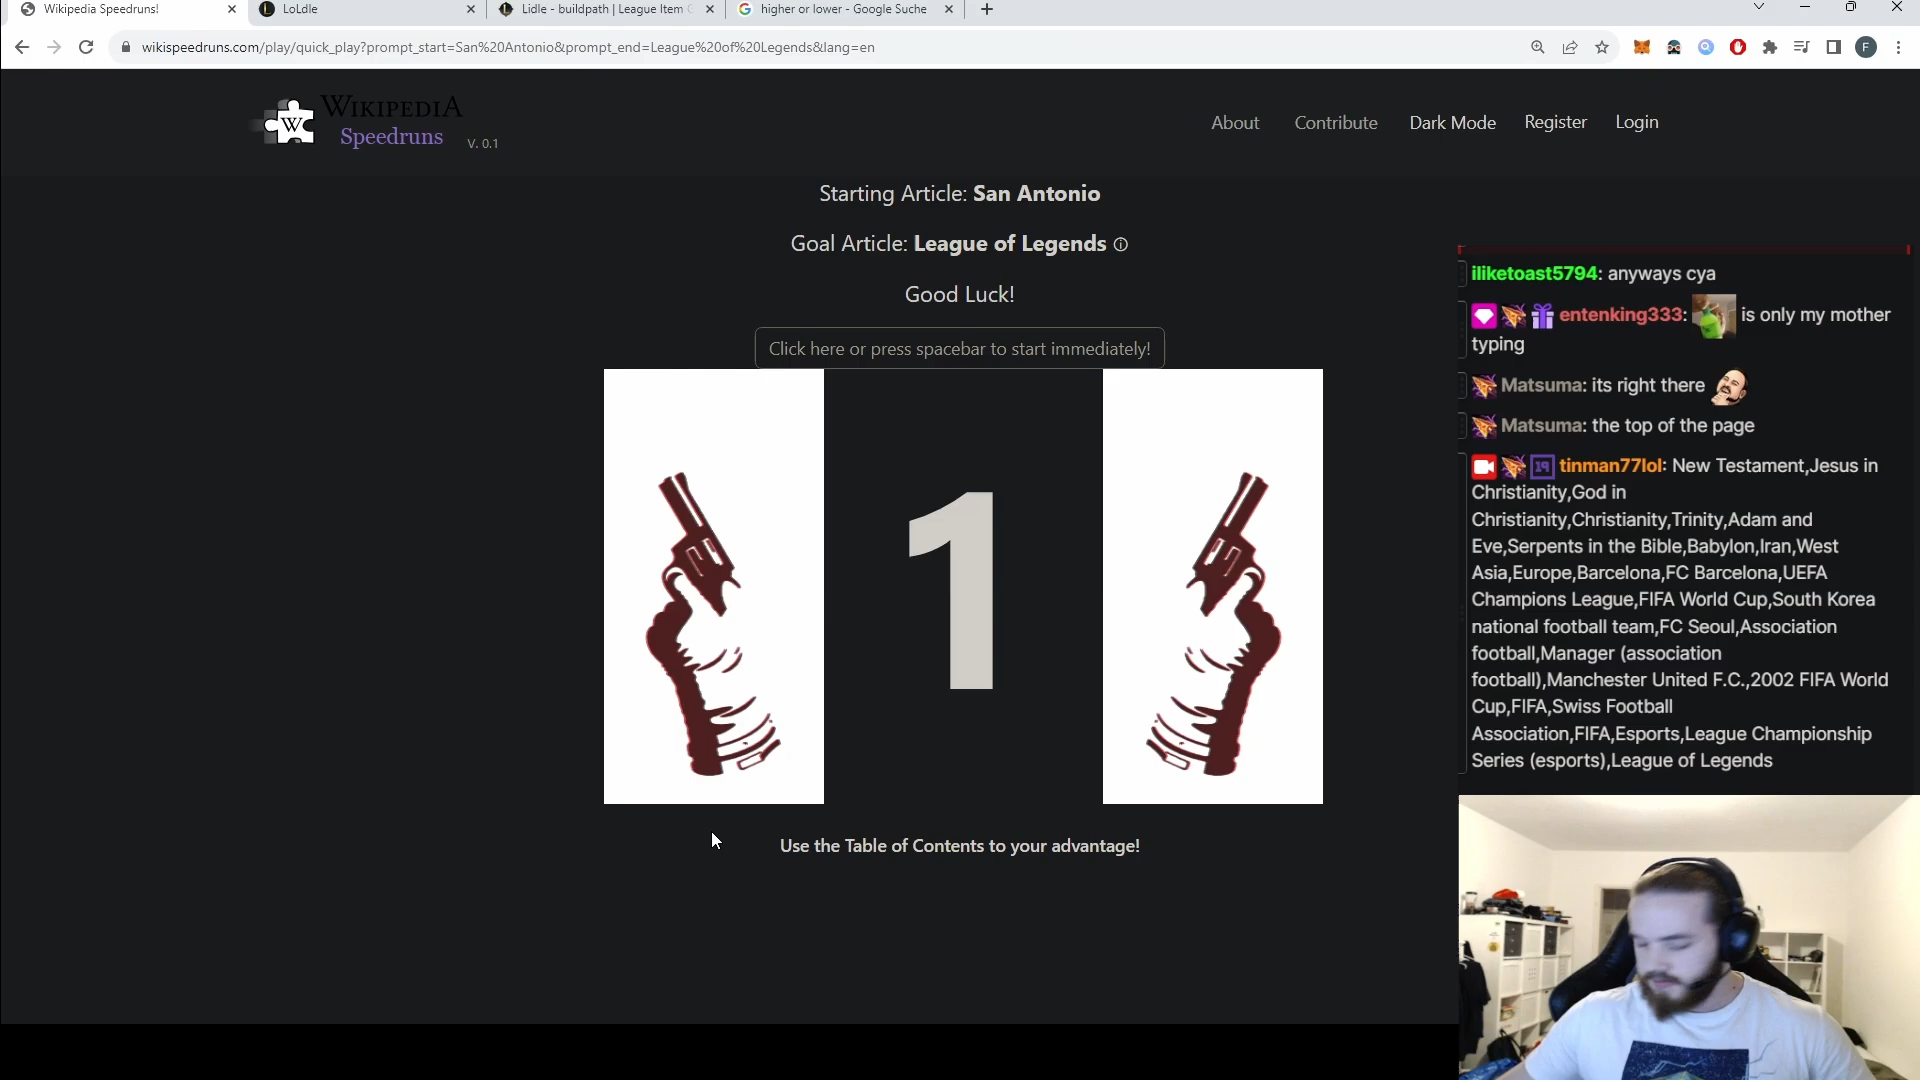 Wikipedia Speedruns!
LoLdle
Lidle - buildpath | League Item
higher or lower - Google Suche
wikispeedruns.com/play/quick_play?prompt_start=San%20Antonio&prompt_end=League%20of%20Legends&lang=en
F
W
WIKIPEDIA
Speedruns
V. 0.1
About
Contribute
Dark Mode
Register
Login
Starting Article: San Antonio
Goal Article: League of Legends
Good Luck!
Click here or press spacebar to start immediately!
1
Use the Table of Contents to your advantage!
iliketoast5794: anyways cya
entenking333: is only my mother
typing
Matsuma: its right there
Matsuma: the top of the page
19 tinman77lol: New Testament,Jesus in
Christianity,God in
Christianity,Christianity,Trinity,Adam and
Eve,Serpents in the Bible,Babylon,Iran,West
Asia,Europe,Barcelona,FC Barcelona,UEFA
Champions League,FIFA World Cup,South Korea
national football team,FC Seoul,Association
football,Manager (association
football),Manchester United F.C.,2002 FIFA World
Cup,FIFA,Swiss Football
Association,FIFA,Esports,League Championship
Series (esports),League of Legends